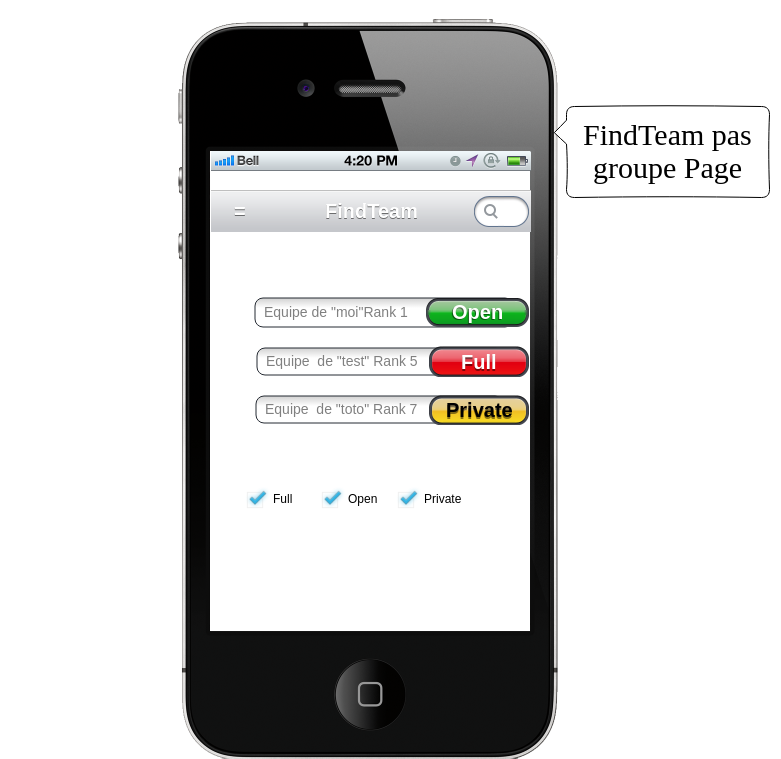 FindTeam pas
groupe Page
Bell 4:20 PM
= FindTeam
Equipe de "moi"Rank 1 Open
Equipe  de "test" Rank 5 Full
Equipe  de "toto" Rank 7 Private
Full Open Private